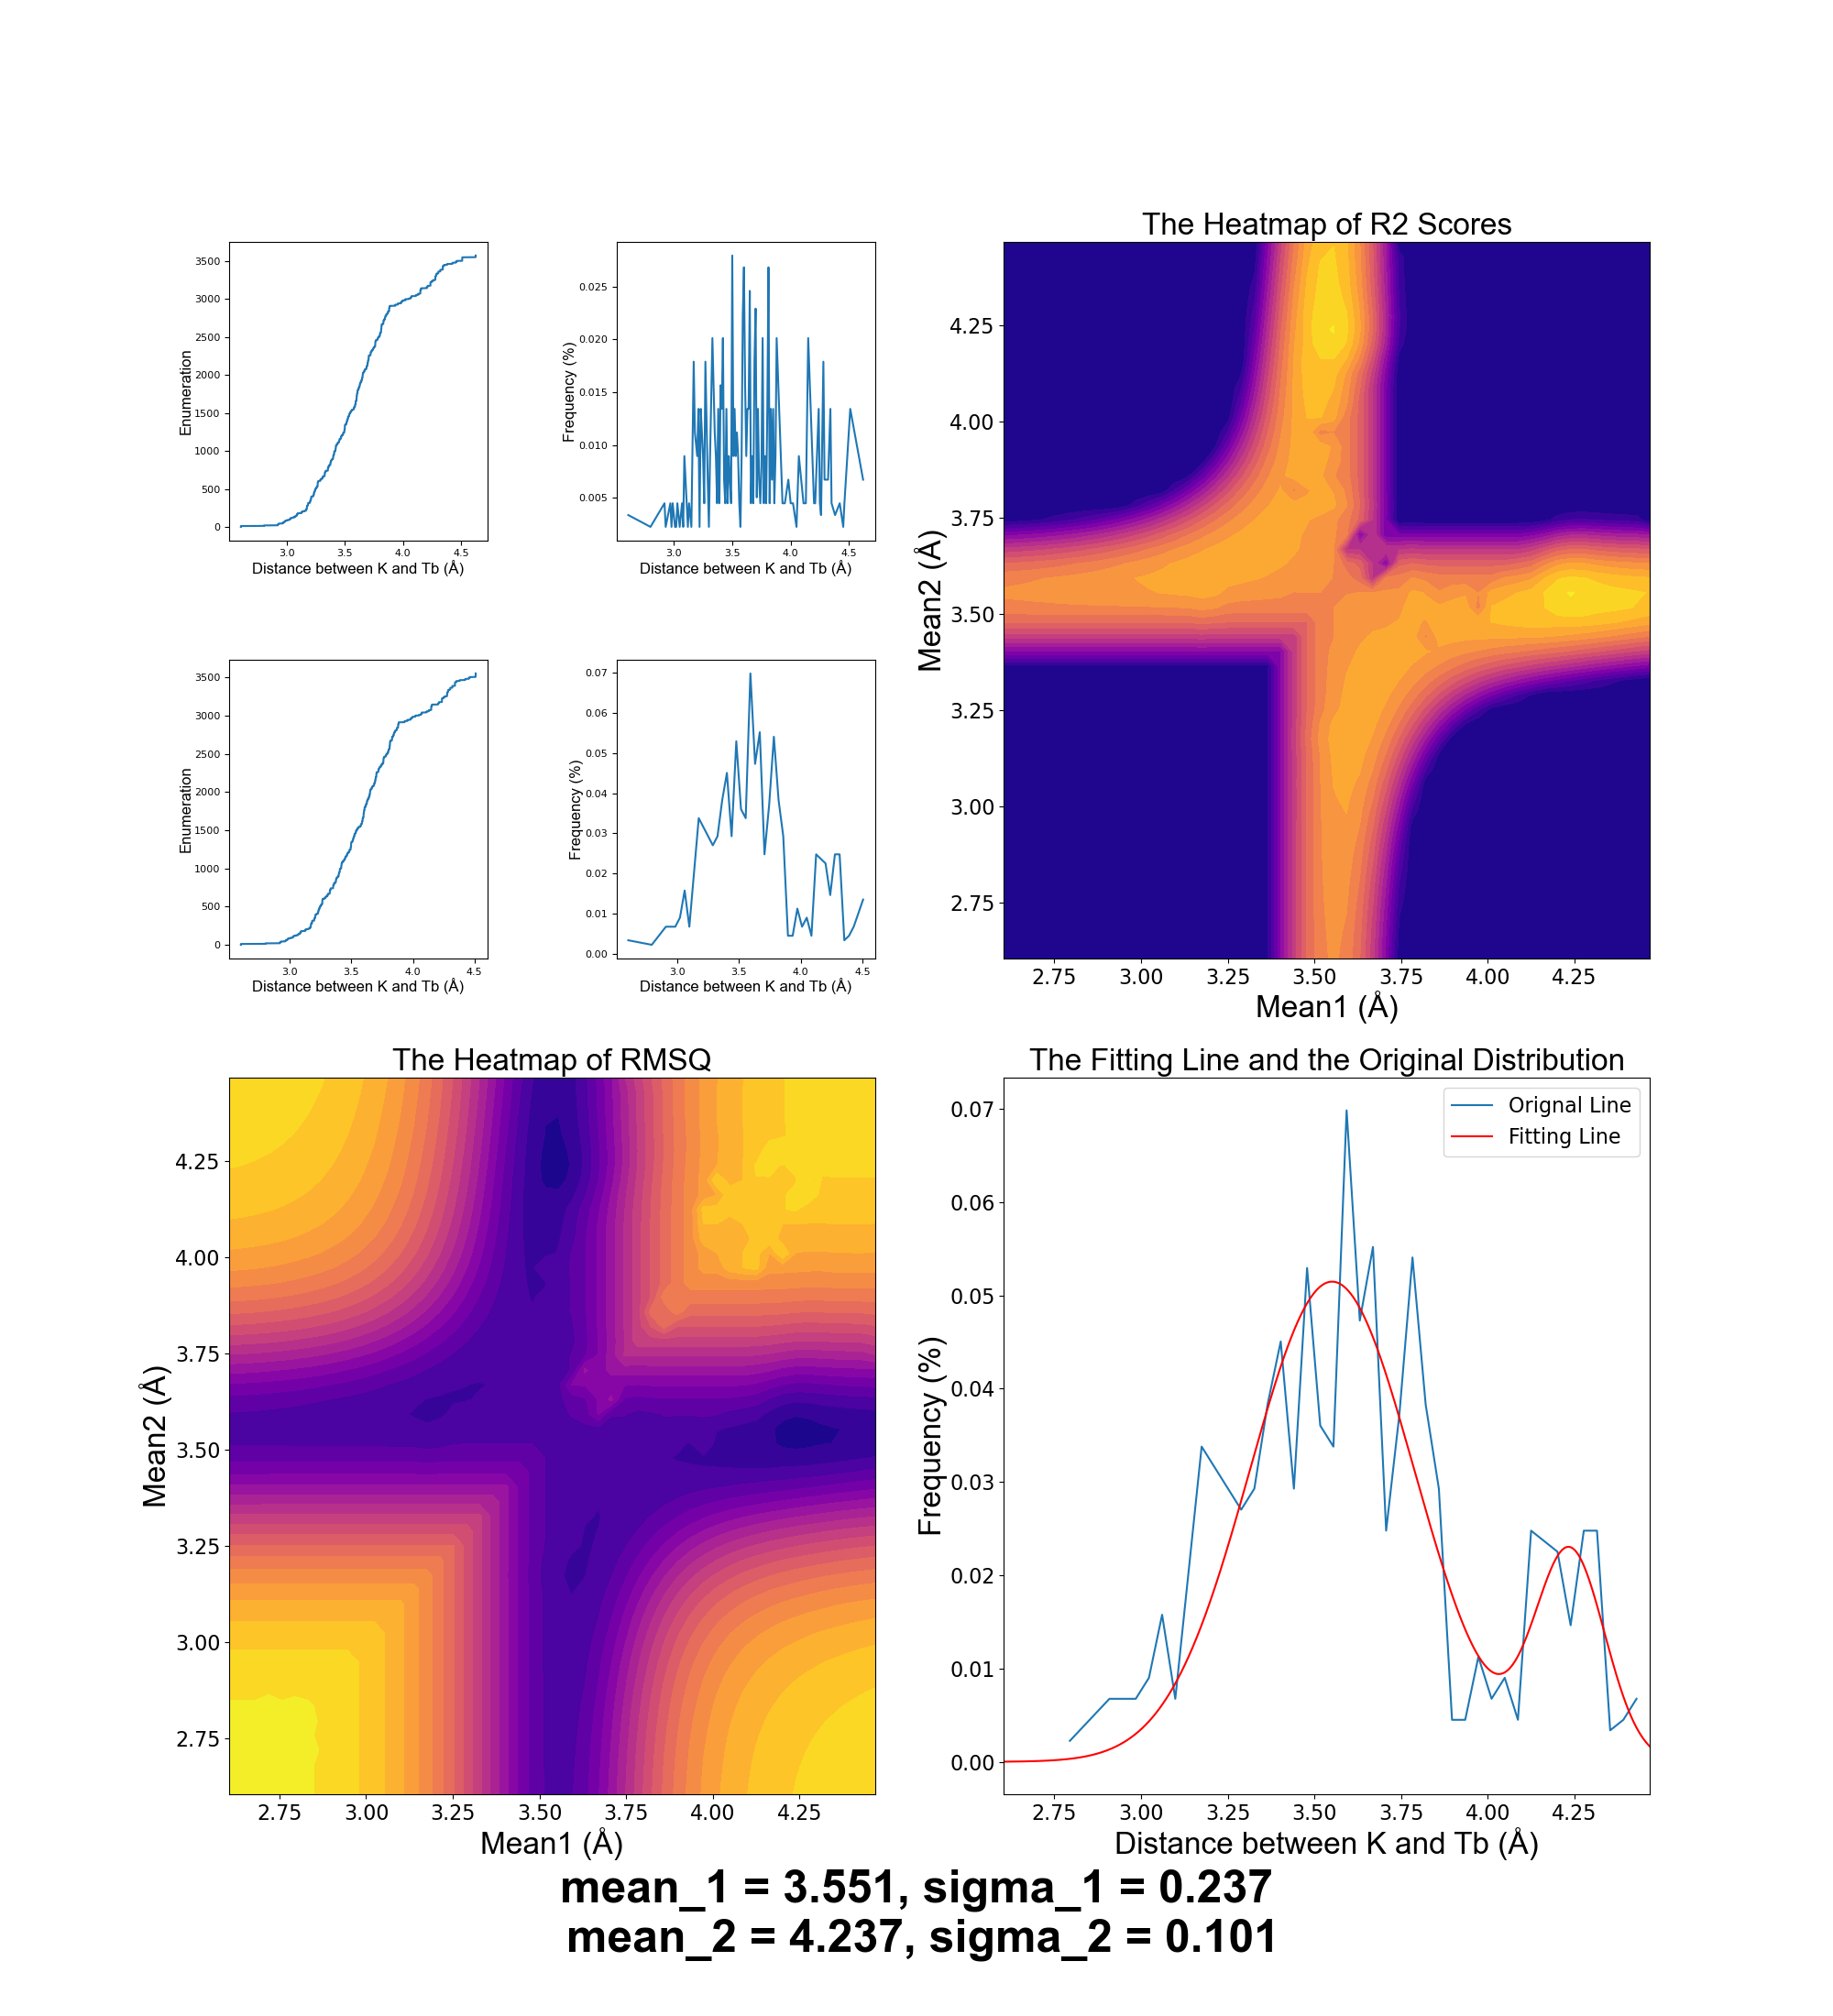 The Heatmap of R2 Scores
3500
3000
2500
2000
1500
1000
500
0
Enumeration
3.0 3.5 4.0 4.5
Distance between K and Tb (Å)
0.025
0.020
0.015
0.010
0.005
Frequency (%)
3.0 3.5 4.0 4.5
Distance between K and Tb (Å)
4.25
4.00
3.75
3.50
3.25
3.00
2.75
Mean2 (Å)
2.75 3.00 3.25 3.50 3.75 4.00 4.25
Mean1 (Å)
3500
3000
2500
2000
1500
1000
500
0
Enumeration
3.0 3.5 4.0 4.5
Distance between K and Tb (Å)
0.07
0.06
0.05
0.04
0.03
0.02
0.01
0.00
Frequency (%)
3.0 3.5 4.0 4.5
Distance between K and Tb (Å)
The Heatmap of RMSQ
4.25
4.00
3.75
3.50
3.25
3.00
2.75
Mean2 (Å)
2.75 3.00 3.25 3.50 3.75 4.00 4.25
Mean1 (Å)
The Fitting Line and the Original Distribution
Orignal Line
Fitting Line
0.07
0.06
0.05
0.04
0.03
0.02
0.01
0.00
Frequency (%)
2.75 3.00 3.25 3.50 3.75 4.00 4.25
Distance between K and Tb (Å)
mean_1 = 3.551, sigma_1 = 0.237
mean_2 = 4.237, sigma_2 = 0.101